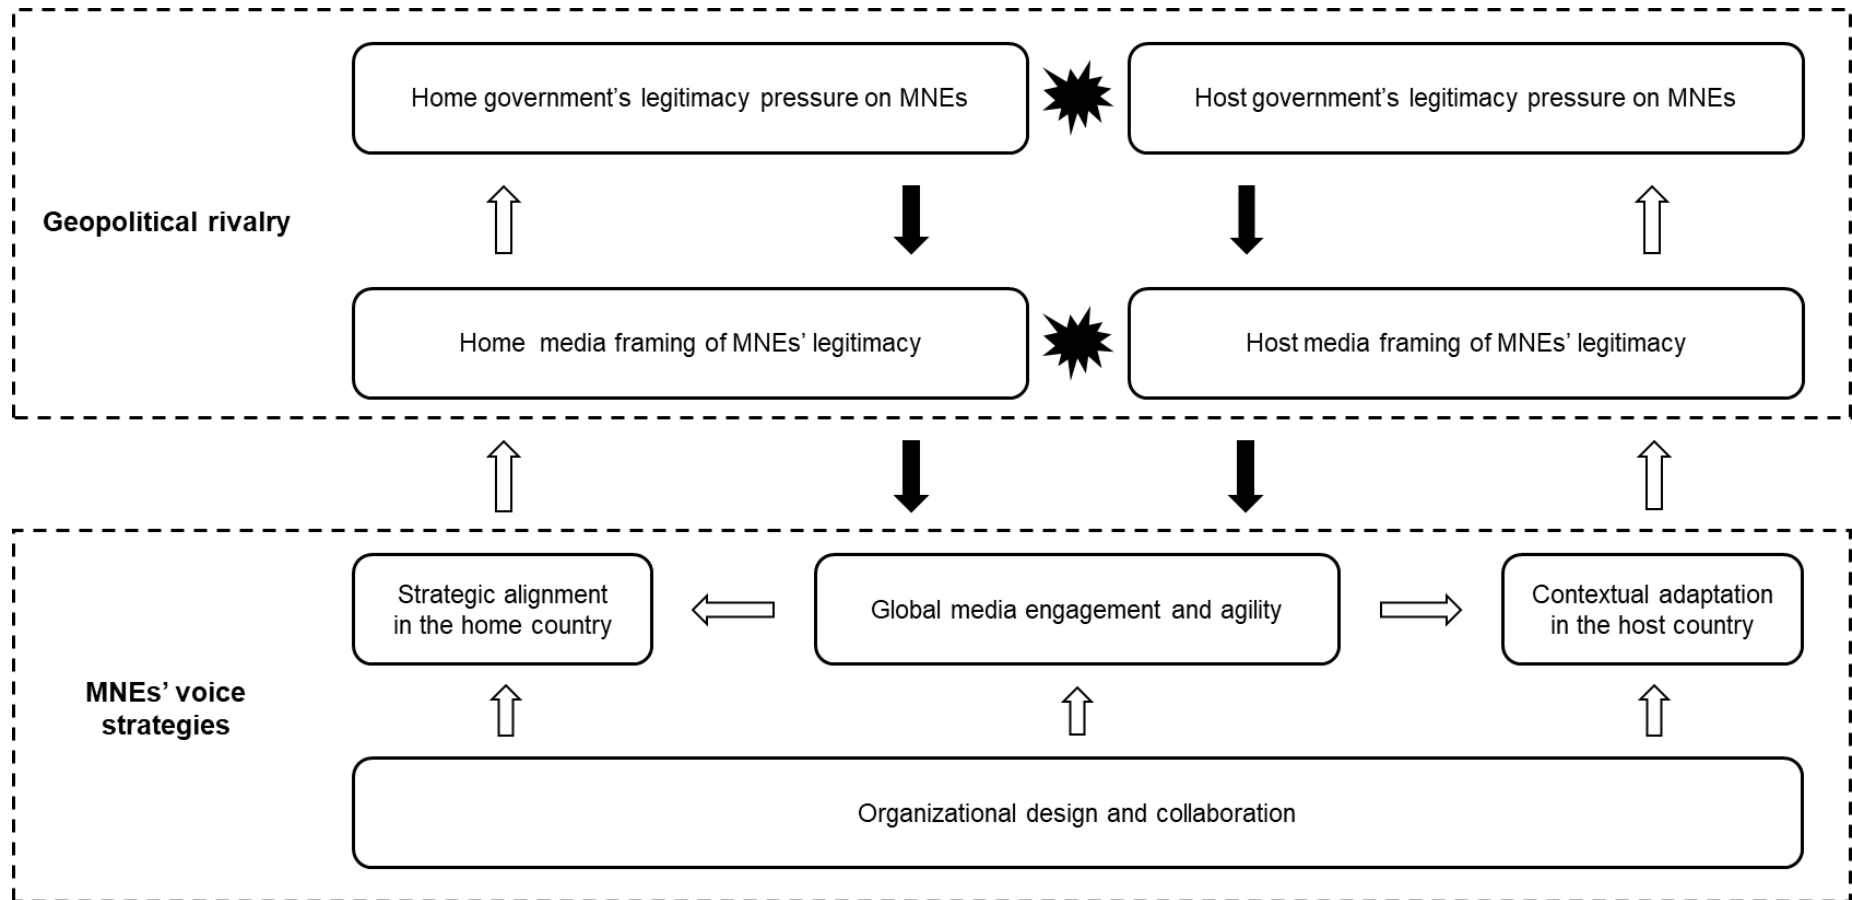 Home government’s legitimacy pressure on MNEs
Host government’s legitimacy pressure on MNEs
Geopolitical rivalry
Home media framing of MNEs’ legitimacy
Host media framing of MNEs’ legitimacy
Strategic alignment
in the home country
Global media engagement and agility
Contextual adaptation
in the host country
MNEs’ voice
strategies
Organizational design and collaboration